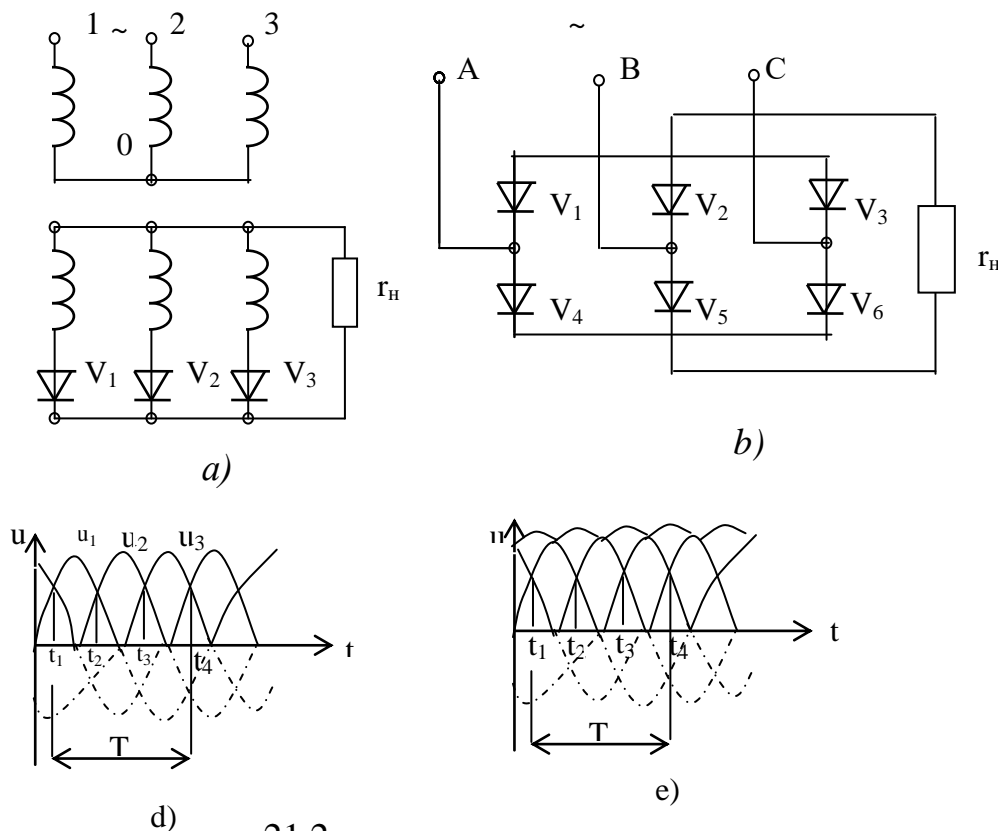 1 ~ 2 3
0
V₁ V₂ V₃
rн
a)
~
A B C
V₁ V₂ V₃
V₄ V₅ V₆
rн
b)
u u₁ u₂ u₃
t₁ t₂ t₃ t₄ t
T
d)
t₁ t₂ t₃ t₄ t
T
e)